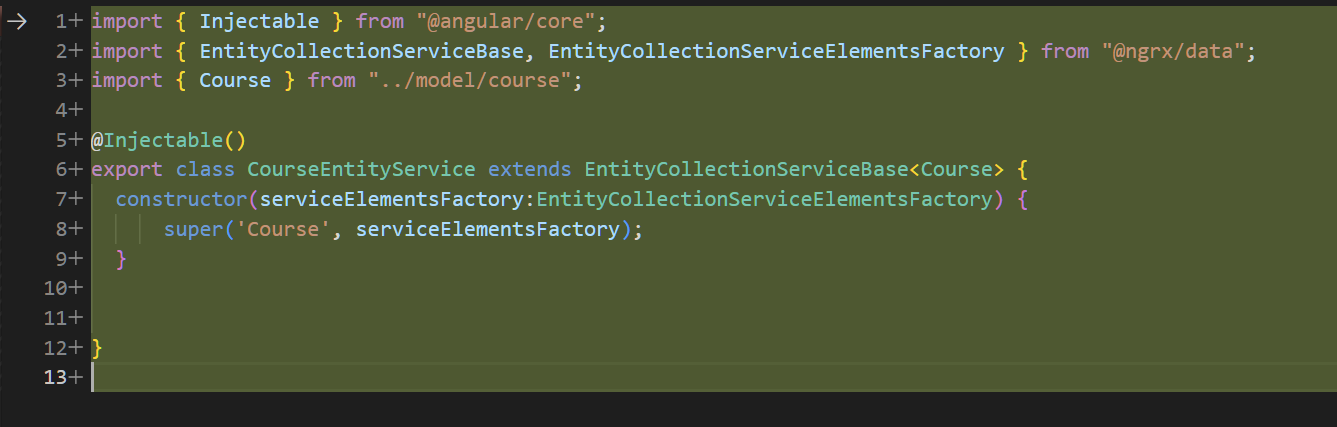 → 1+ import { Injectable } from "@angular/core";
2+ import { EntityCollectionServiceBase, EntityCollectionServiceElementsFactory } from "@ngrx/data";
3+ import { Course } from "../model/course";
4+
5+ @Injectable()
6+ export class CourseEntityService extends EntityCollectionServiceBase<Course> {
7+   constructor(serviceElementsFactory:EntityCollectionServiceElementsFactory) {
8+       super('Course', serviceElementsFactory);
9+   }
10+
11+
12+ }
13+